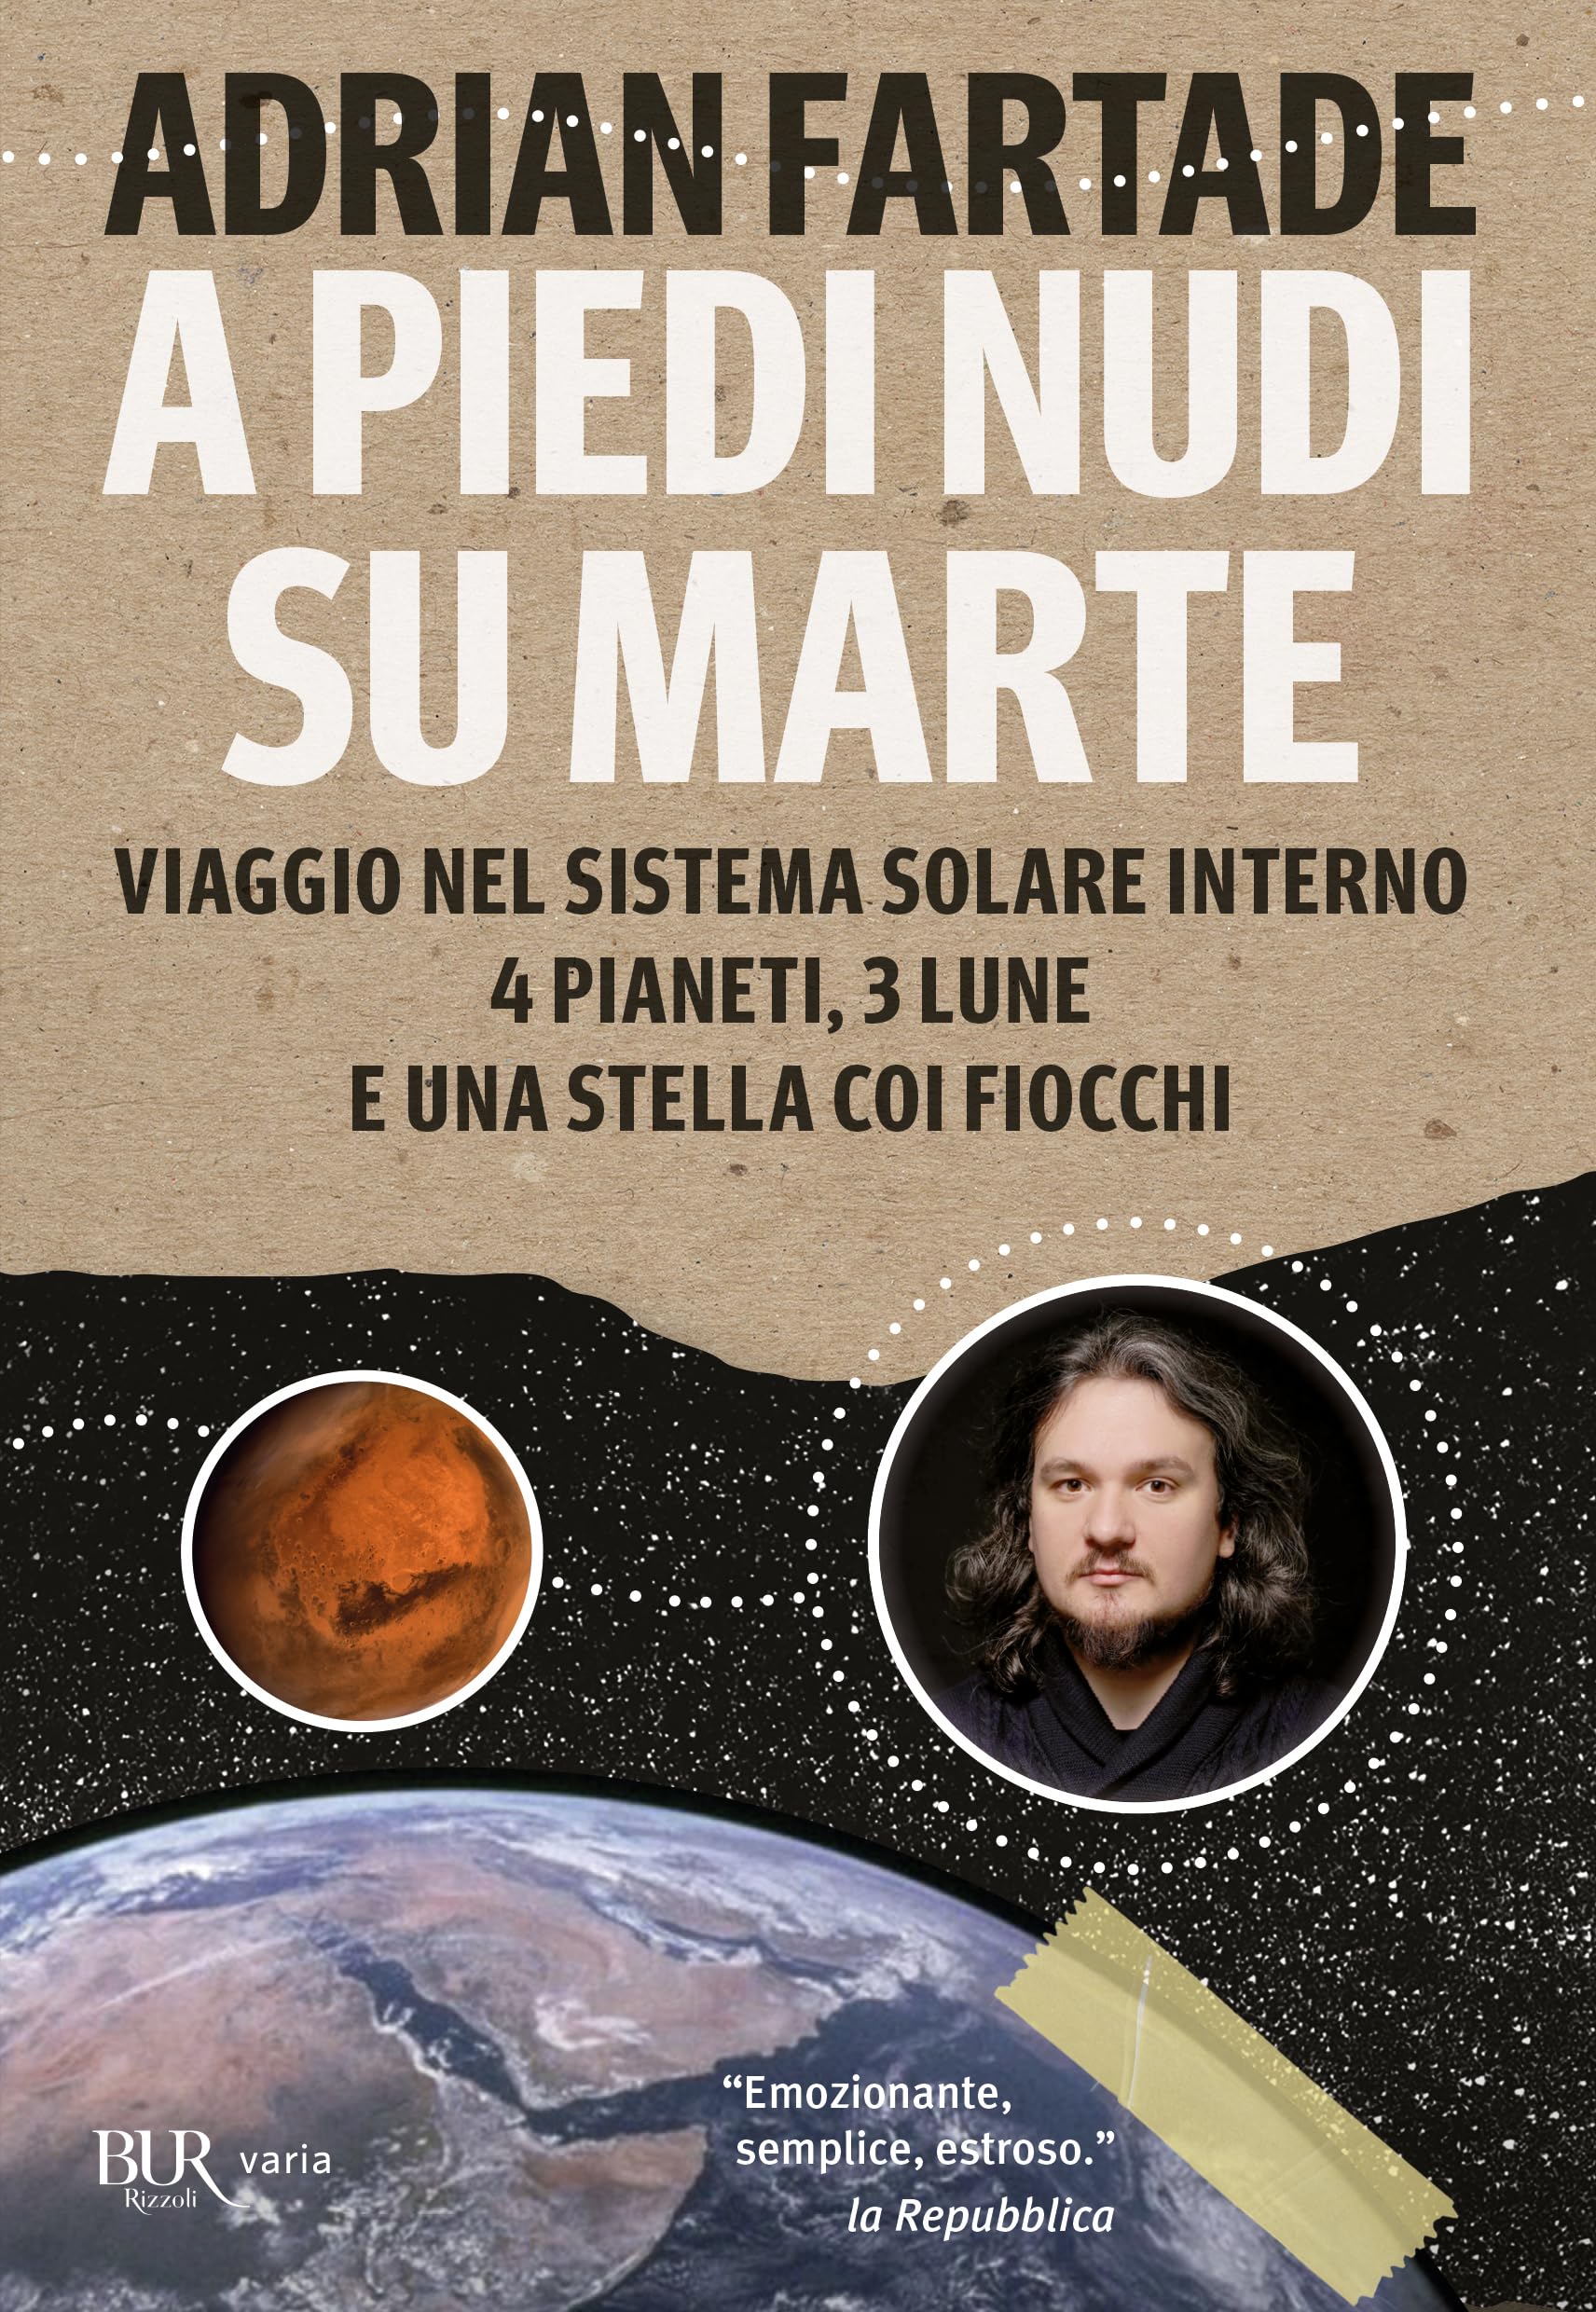 ADRIAN FARTADE
A PIEDI NUDI
SU MARTE
VIAGGIO NEL SISTEMA SOLARE INTERNO
4 PIANETI, 3 LUNE
E UNA STELLA COI FIOCCHI
“Emozionante,
semplice, estroso.”
la Repubblica
BUR varia
Rizzoli